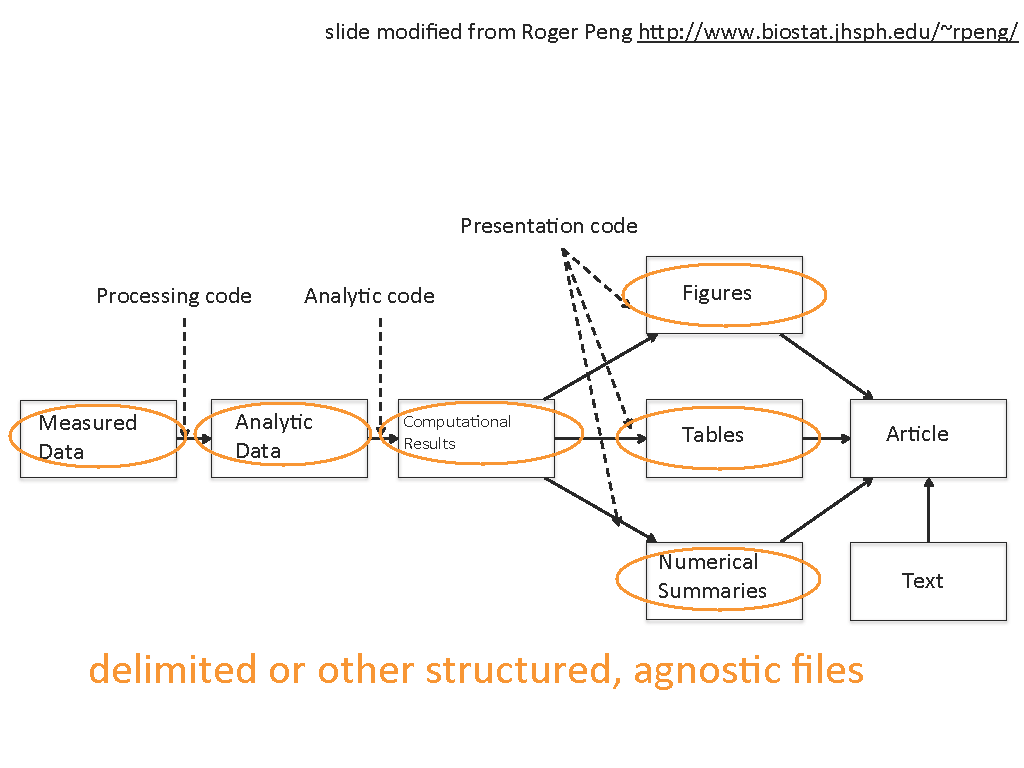 slide modified from Roger Peng http://www.biostat.jhsph.edu/~rpeng/
Presentation code
Processing code
Analytic code
Figures
Measured
Data
Analytic
Data
Computational
Results
Tables
Article
Numerical
Summaries
Text
delimited or other structured, agnostic files